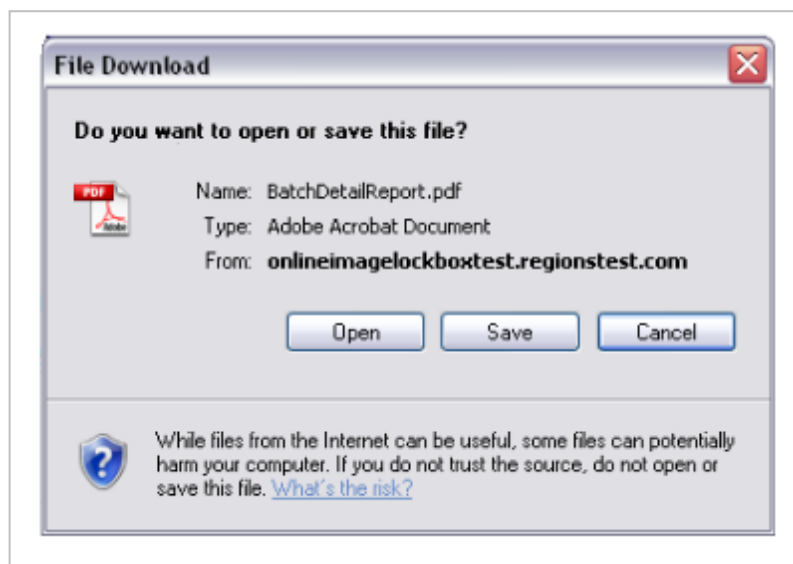 File Download
Do you want to open or save this file?
PDF
Adobe
Name: BatchDetailReport.pdf
Type: Adobe Acrobat Document
From: onlineimagelockboxtest.regionstest.com
Open Save Cancel
While files from the Internet can be useful, some files can potentially
harm your computer. If you do not trust the source, do not open or
save this file. What's the risk?